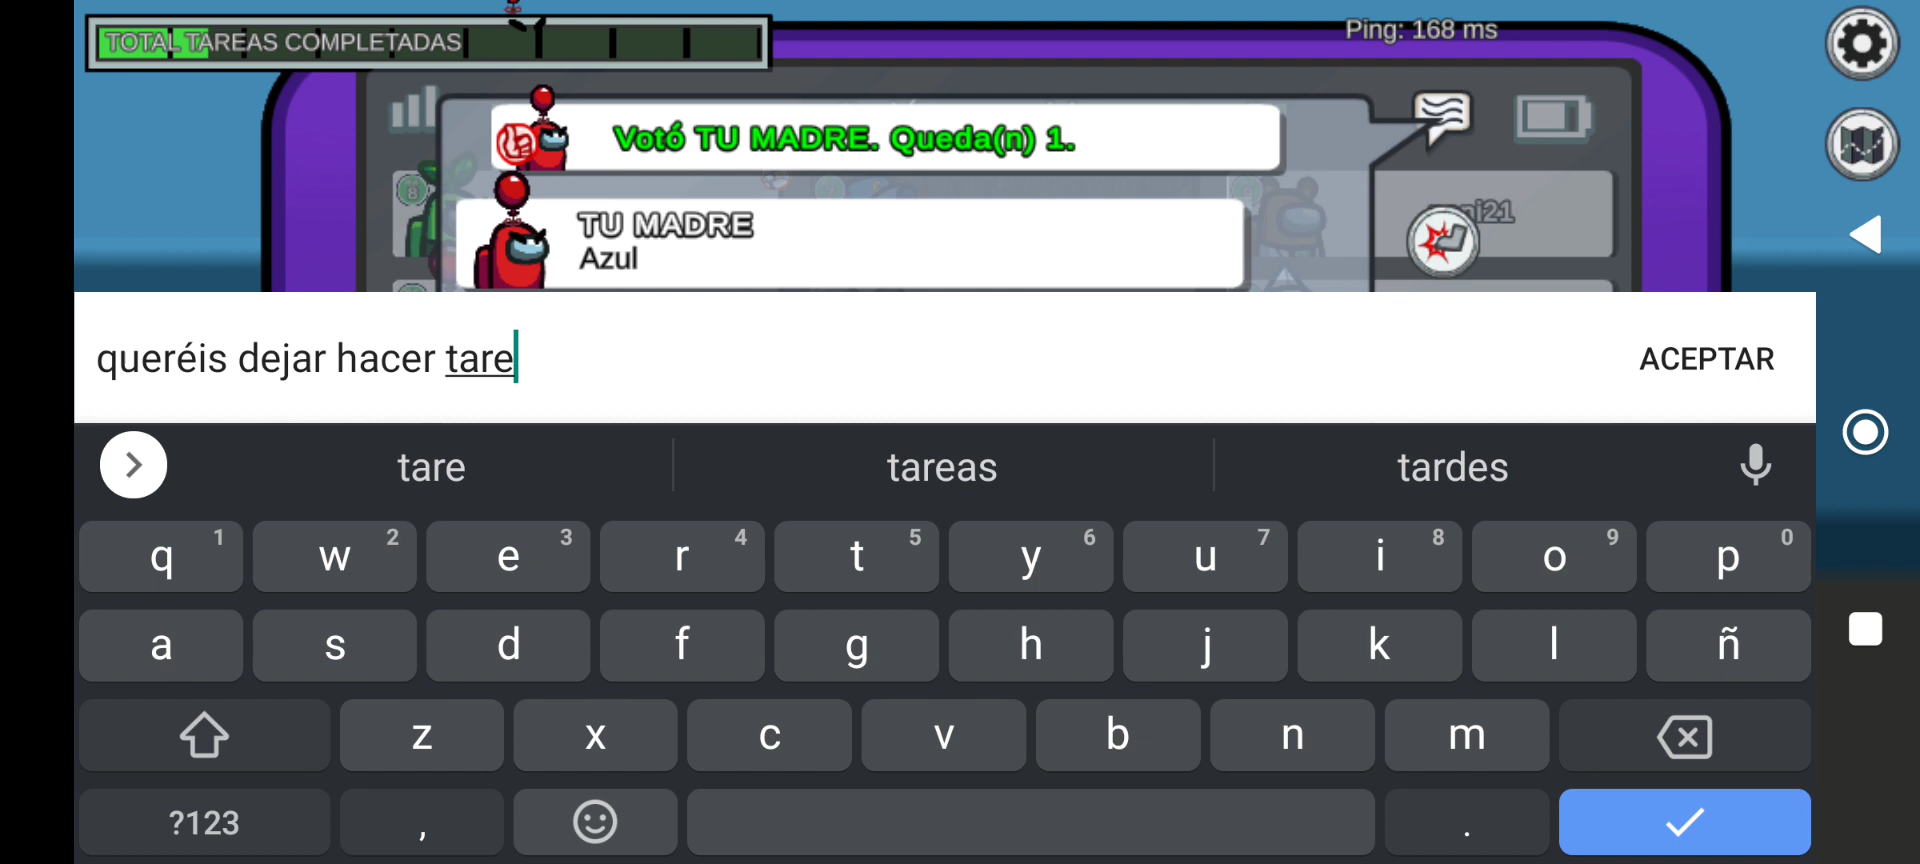 TOTAL TAREAS COMPLETADAS
Ping: 168 ms
Votó TU MADRE. Queda(n) 1.
TU MADRE
Azul
queréis dejar hacer tare
ACEPTAR
tare tareas tardes
q 1 w 2 e 3 r 4 t 5 y 6 u 7 i 8 o 9 p 0
a s d f g h j k l ñ
z x c v b n m
?123 , .